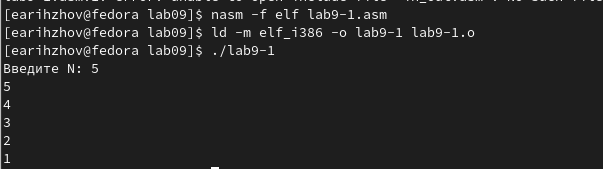 [earihzhov@fedora lab09]$ nasm -f elf lab9-1.asm
[earihzhov@fedora lab09]$ ld -m elf_i386 -o lab9-1 lab9-1.o
[earihzhov@fedora lab09]$ ./lab9-1
Введите N: 5
5
4
3
2
1